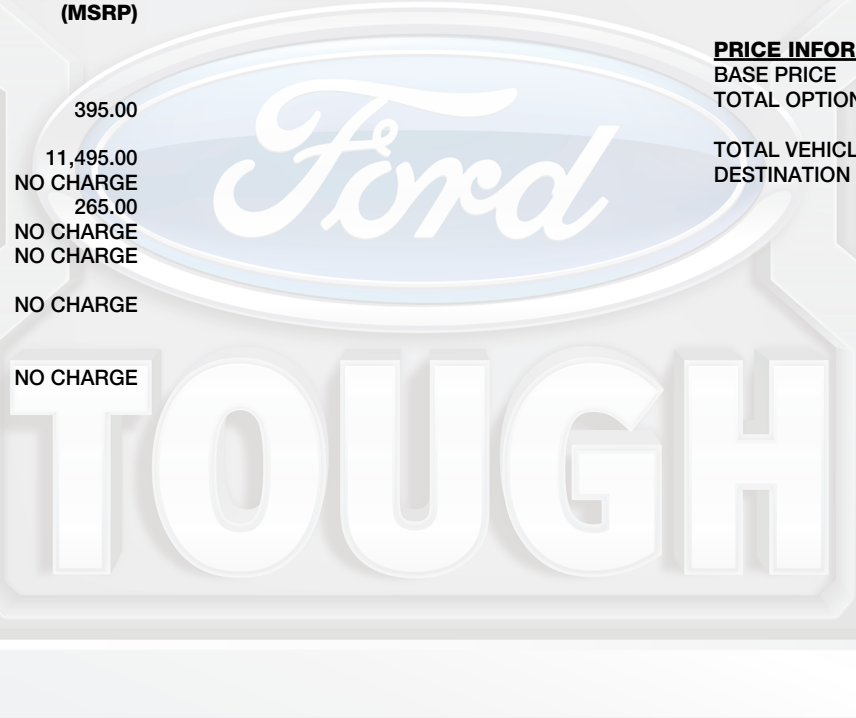 (MSRP)
395.00
11,495.00
NO CHARGE
265.00
NO CHARGE
NO CHARGE
NO CHARGE
NO CHARGE
PRICE INFOR
BASE PRICE
TOTAL OPTION
TOTAL VEHICL
DESTINATION
Ford
TOUGH